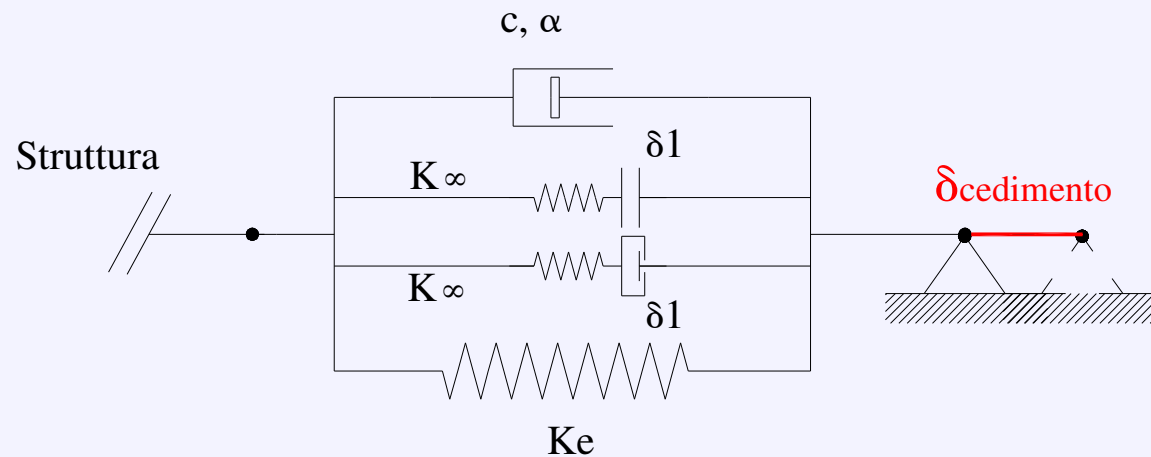 c, α
Struttura
δ1
K∞
δcedimento
K∞
δ1
Ke